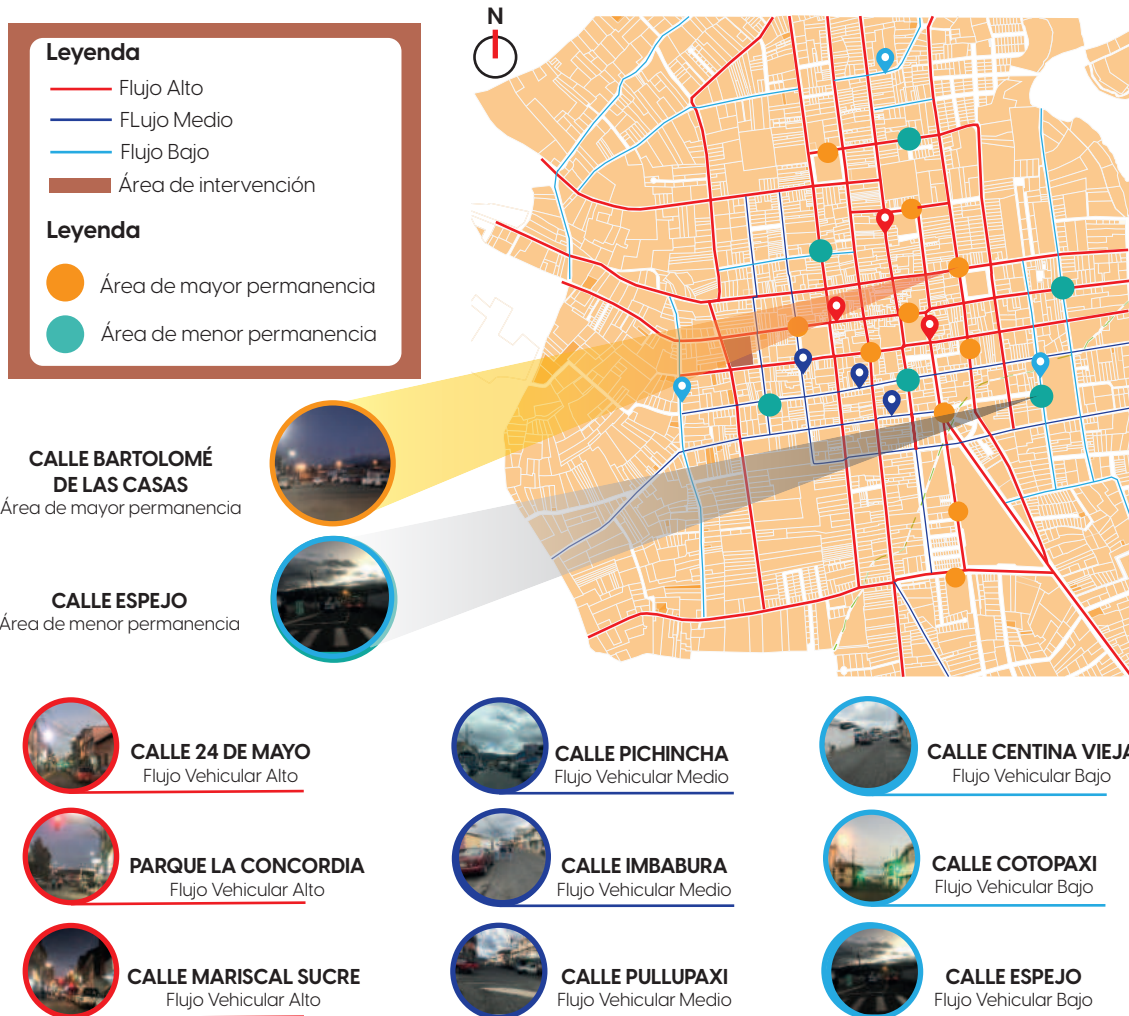 Leyenda
Flujo Alto
FLujo Medio
Flujo Bajo
Área de intervención
Leyenda
Área de mayor permanencia
Área de menor permanencia
N
CALLE BARTOLOMÉ
DE LAS CASAS
Área de mayor permanencia
CALLE ESPEJO
Área de menor permanencia
CALLE 24 DE MAYO
Flujo Vehicular Alto
PARQUE LA CONCORDIA
Flujo Vehicular Alto
CALLE MARISCAL SUCRE
Flujo Vehicular Alto
CALLE PICHINCHA
Flujo Vehicular Medio
CALLE IMBABURA
Flujo Vehicular Medio
CALLE PULLUPAXI
Flujo Vehicular Medio
CALLE CENTINA VIEJA
Flujo Vehicular Bajo
CALLE COTOPAXI
Flujo Vehicular Bajo
CALLE ESPEJO
Flujo Vehicular Bajo